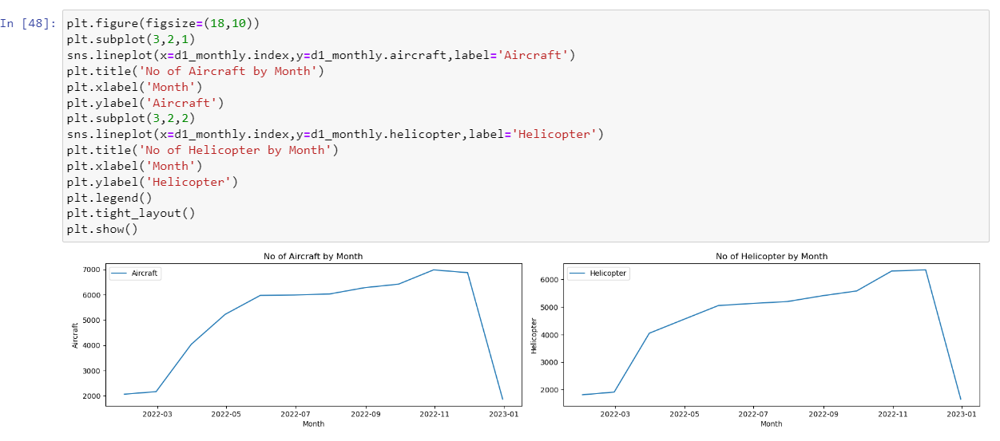 In [48]:
plt.figure(figsize=(18,10))
plt.subplot(3,2,1)
sns.lineplot(x=d1_monthly.index,y=d1_monthly.aircraft,label='Aircraft')
plt.title('No of Aircraft by Month')
plt.xlabel('Month')
plt.ylabel('Aircraft')
plt.subplot(3,2,2)
sns.lineplot(x=d1_monthly.index,y=d1_monthly.helicopter,label='Helicopter')
plt.title('No of Helicopter by Month')
plt.xlabel('Month')
plt.ylabel('Helicopter')
plt.legend()
plt.tight_layout()
plt.show()
No of Aircraft by Month
Aircraft
7000
6000
5000
4000
3000
2000
Aircraft
2022-03 2022-05 2022-07 2022-09 2022-11 2023-01
Month
No of Helicopter by Month
Helicopter
6000
5000
4000
3000
2000
Helicopter
2022-03 2022-05 2022-07 2022-09 2022-11 2023-01
Month